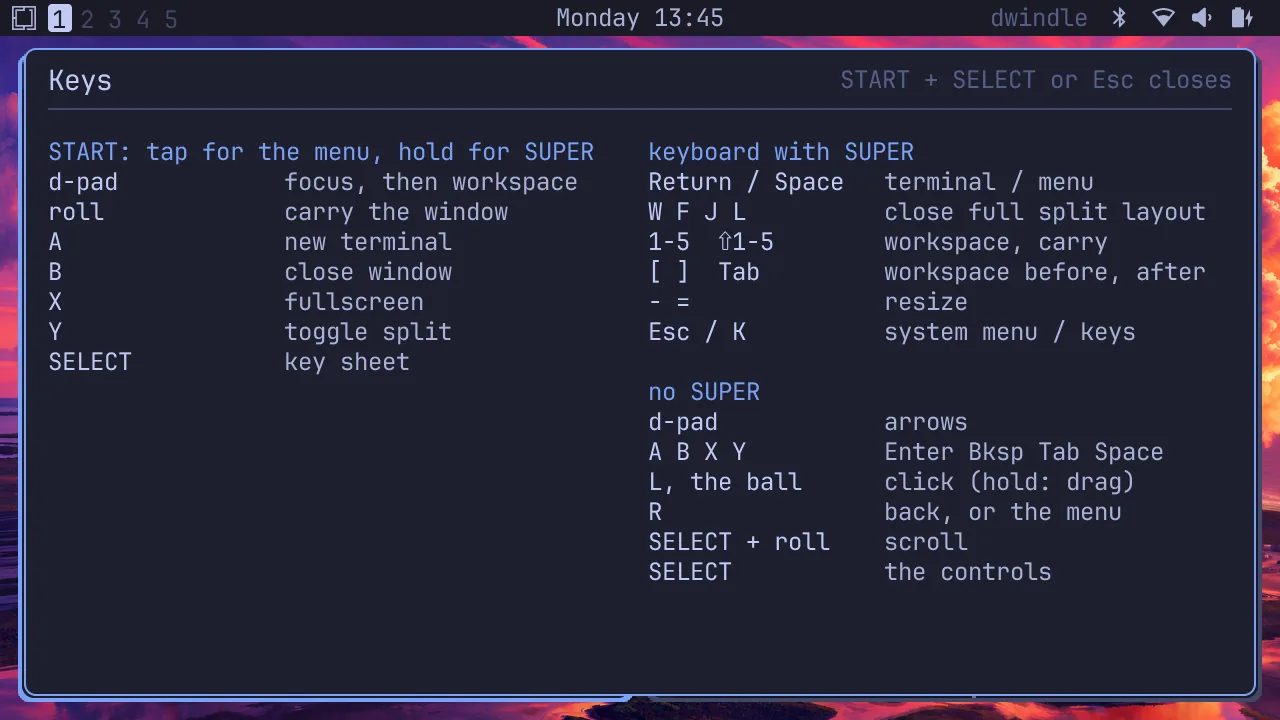 1 2 3 4 5
Monday 13:45
dwindle
Keys
START + SELECT or Esc closes
START: tap for the menu, hold for SUPER
d-pad focus, then workspace
roll carry the window
A new terminal
B close window
X fullscreen
Y toggle split
SELECT key sheet
keyboard with SUPER
Return / Space terminal / menu
W F J L close full split layout
1-5 ⇧1-5 workspace, carry
[ ] Tab workspace before, after
- = resize
Esc / K system menu / keys
no SUPER
d-pad arrows
A B X Y Enter Bksp Tab Space
L, the ball click (hold: drag)
R back, or the menu
SELECT + roll scroll
SELECT the controls